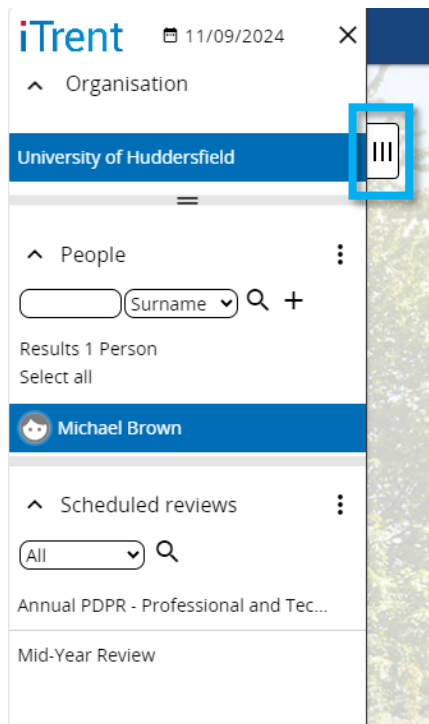 iTrent 11/09/2024
Organisation
University of Huddersfield
People
Surname
Results 1 Person
Select all
Michael Brown
Scheduled reviews
All
Annual PDPR - Professional and Tec...
Mid-Year Review